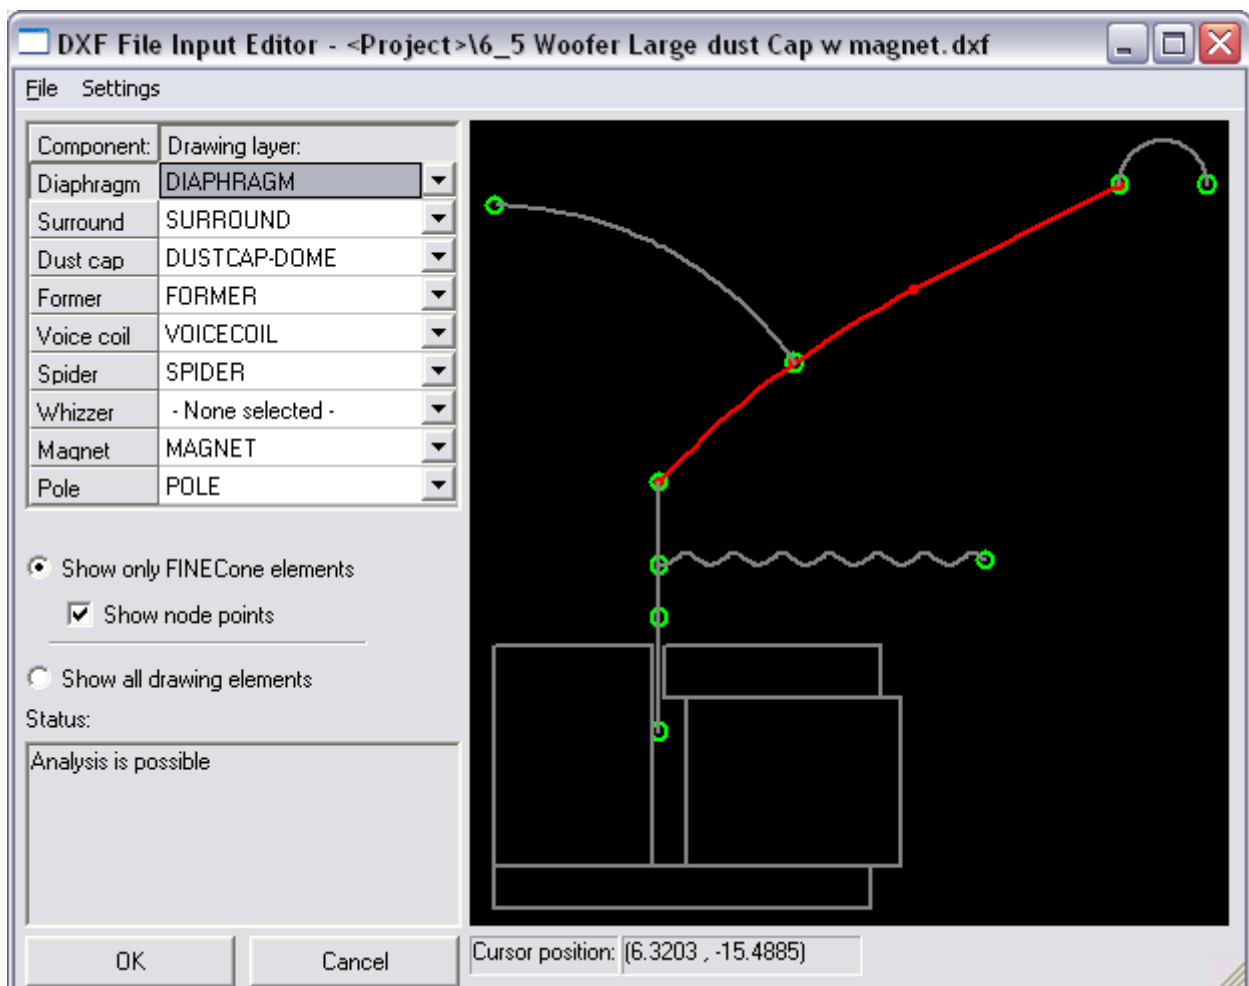 DXF File Input Editor - <Project>\6_5 Woofer Large dust Cap w magnet.dxf
File Settings
Component: Drawing layer:
Diaphragm DIAPHRAGM
Surround SURROUND
Dust cap DUSTCAP-DOME
Former FORMER
Voice coil VOICECOIL
Spider SPIDER
Whizzer - None selected -
Magnet MAGNET
Pole POLE
Show only FINECone elements
Show node points
Show all drawing elements
Status:
Analysis is possible
OK Cancel Cursor position: (6.3203 , -15.4885)